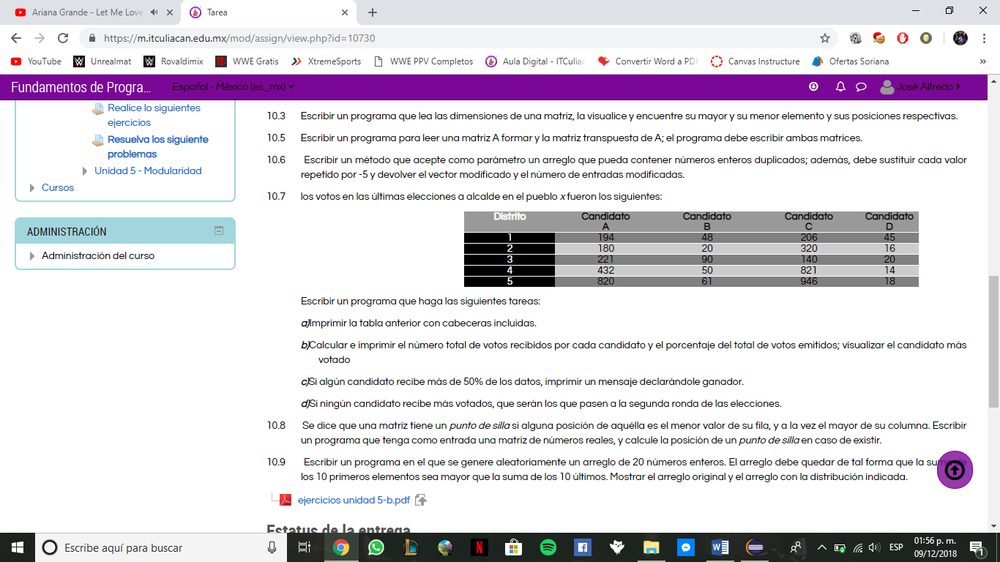 Ariana Grande - Let Me Love
Tarea
https://m.itculiacan.edu.mx/mod/assign/view.php?id=10730
YouTube Unrealmat Rovaldimix WWE Gratis XtremeSports WWE PPV Completos Aula Digital - ITCulia Convertir Word a PD Canvas Instructure Ofertas Soriana »
Fundamentos de Progra... Español - México (es_mx) José Alfredo
Realice lo siguientes
ejercicios
Resuelva los siguiente
problemas
Unidad 5 - Modularidad
Cursos
ADMINISTRACIÓN
Administración del curso
10.3 Escribir un programa que lea las dimensiones de una matriz, la visualice y encuentre su mayor y su menor elemento y sus posiciones respectivas.
10.5 Escribir un programa para leer una matriz A formar y la matriz transpuesta de A; el programa debe escribir ambas matrices.
10.6 Escribir un método que acepte como parámetro un arreglo que pueda contener números enteros duplicados; además, debe sustituir cada valor
repetido por -5 y devolver el vector modificado y el número de entradas modificadas.
10.7 los votos en las últimas elecciones a alcalde en el pueblo x fueron los siguientes:
Distrito Candidato Candidato Candidato Candidato
A B C D
1 194 48 206 45
2 180 20 320 16
3 221 90 140 20
4 432 50 821 14
5 820 61 946 18
Escribir un programa que haga las siguientes tareas:
a)Imprimir la tabla anterior con cabeceras incluidas.
b)Calcular e imprimir el número total de votos recibidos por cada candidato y el porcentaje del total de votos emitidos; visualizar el candidato más
votado
c)Si algún candidato recibe más de 50% de los datos, imprimir un mensaje declarándole ganador.
d)Si ningún candidato recibe más votados, que serán los que pasen a la segunda ronda de las elecciones.
10.8 Se dice que una matriz tiene un punto de silla si alguna posición de aquélla es el menor valor de su fila, y a la vez el mayor de su columna. Escribir
un programa que tenga como entrada una matriz de números reales, y calcule la posición de un punto de silla en caso de existir.
10.9 Escribir un programa en el que se genere aleatoriamente un arreglo de 20 números enteros. El arreglo debe quedar de tal forma que la suma de
los 10 primeros elementos sea mayor que la suma de los 10 últimos. Mostrar el arreglo original y el arreglo con la distribución indicada.
ejercicios unidad 5-b.pdf
Estatus de la entrega
Escribe aquí para buscar
ESP
01:56 p. m.
09/12/2018
1